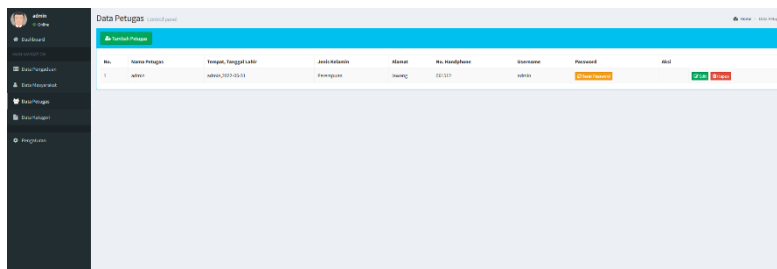 admin
Online
Dashboard
Data Pengaduan
Data Masyarakat
Data Petugas
Data Kategori
Pengaturan
Data Petugas
Home
Tambah Petugas
No. Nama Petugas Tempat, Tanggal Lahir Jenis Kelamin Alamat No. Handphone Username Password Aksi
1 admin admin, 2022-05-31 Perempuan admin Reset Password Edit Hapus